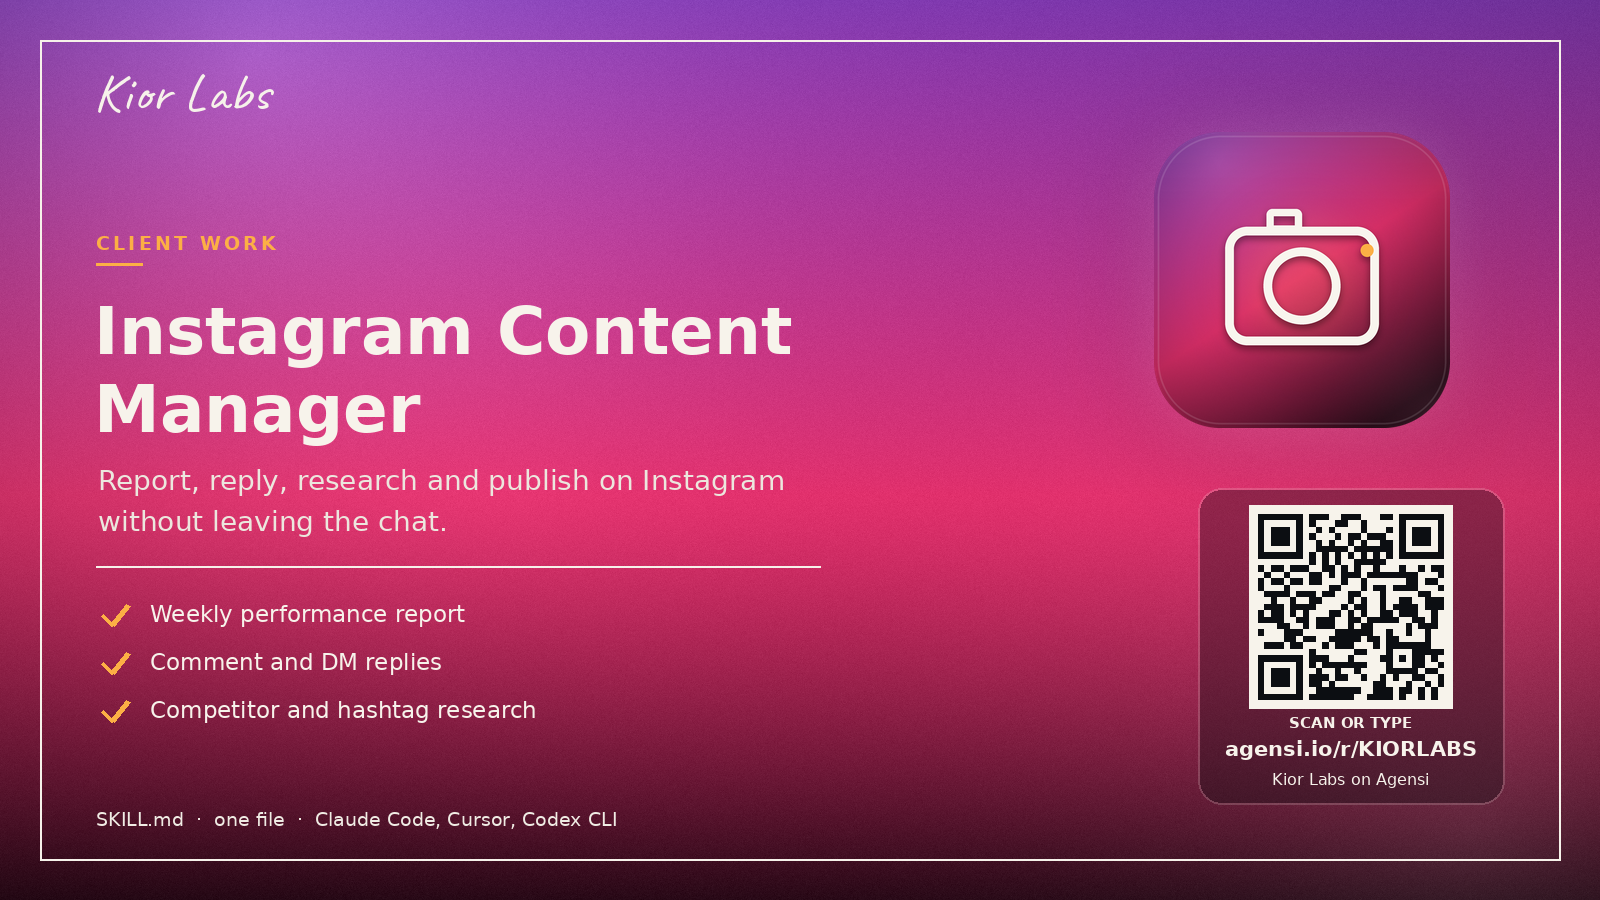 Kior Labs
CLIENT WORK
Instagram Content
Manager
Report, reply, research and publish on Instagram
without leaving the chat.
Weekly performance report
Comment and DM replies
Competitor and hashtag research
SKILL.md · one file · Claude Code, Cursor, Codex CLI
SCAN OR TYPE
agensi.io/r/KIORLABS
Kior Labs on Agensi